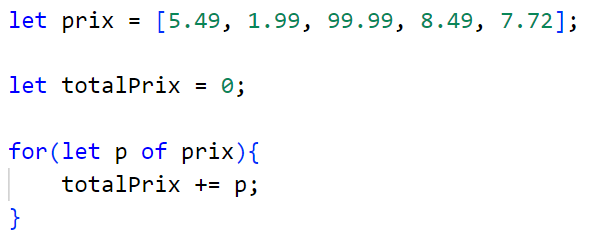 let prix = [5.49, 1.99, 99.99, 8.49, 7.72];
let totalPrix = 0;
for(let p of prix){
    totalPrix += p;
}